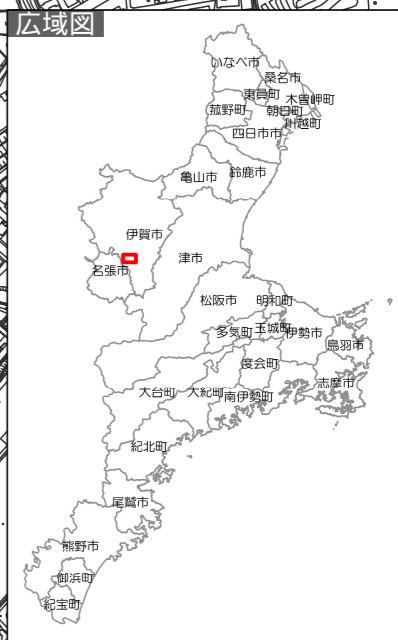 広域図
いなべ市
桑名市
東員町
木曽岬町
菰野町
朝日町
川越町
四日市市
亀山市
鈴鹿市
伊賀市
津市
名張市
松阪市
明和町
多気町
玉城町
伊勢市
鳥羽市
度会町
志摩市
大台町
大紀町
南伊勢町
紀北町
尾鷲市
熊野市
御浜町
紀宝町